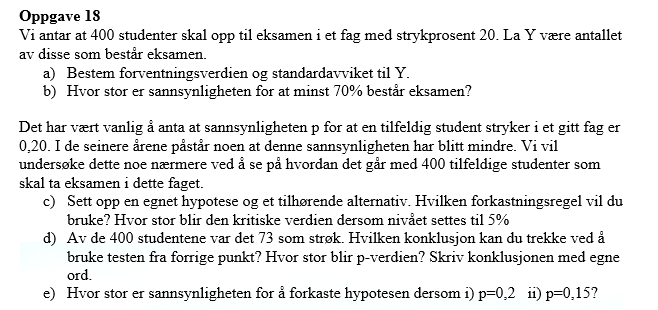 Oppgave 18
Vi antar at 400 studenter skal opp til eksamen i et fag med strykprosent 20. La Y være antallet
av disse som består eksamen.
a) Bestem forventningsverdien og standardavviket til Y.
b) Hvor stor er sannsynligheten for at minst 70% består eksamen?
Det har vært vanlig å anta at sannsynligheten p for at en tilfeldig student stryker i et gitt fag er
0,20. I de seinere årene påstår noen at denne sannsynligheten har blitt mindre. Vi vil
undersøke dette noe nærmere ved å se på hvordan det går med 400 tilfeldige studenter som
skal ta eksamen i dette faget.
c) Sett opp en egnet hypotese og et tilhørende alternativ. Hvilken forkastningsregel vil du
bruke? Hvor stor blir den kritiske verdien dersom nivået settes til 5%
d) Av de 400 studentene var det 73 som strøk. Hvilken konklusjon kan du trekke ved å
bruke testen fra forrige punkt? Hvor stor blir p-verdien? Skriv konklusjonen med egne
ord.
e) Hvor stor er sannsynligheten for å forkaste hypotesen dersom i) p=0,2 ii) p=0,15?